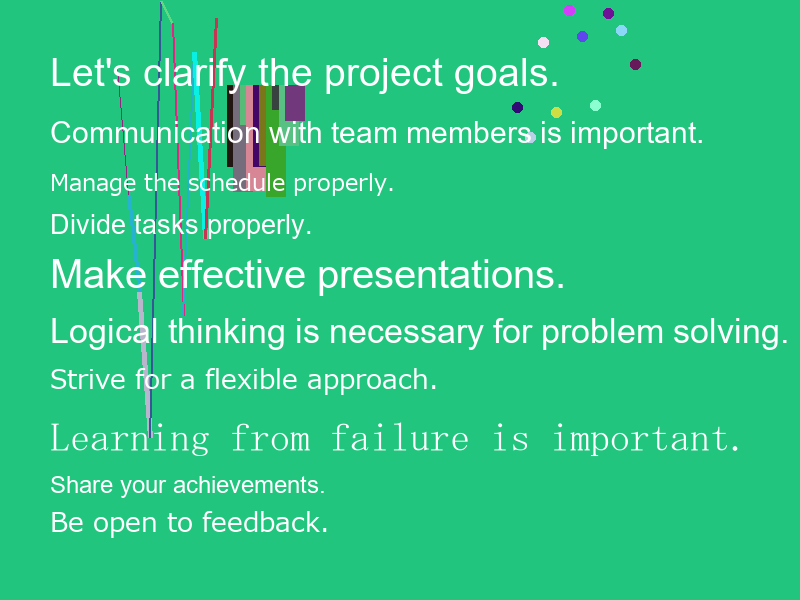 Let's clarify the project goals.
Communication with team members is important.
Manage the schedule properly.
Divide tasks properly.
Make effective presentations.
Logical thinking is necessary for problem solving.
Strive for a flexible approach.
Learning from failure is important.
Share your achievements.
Be open to feedback.